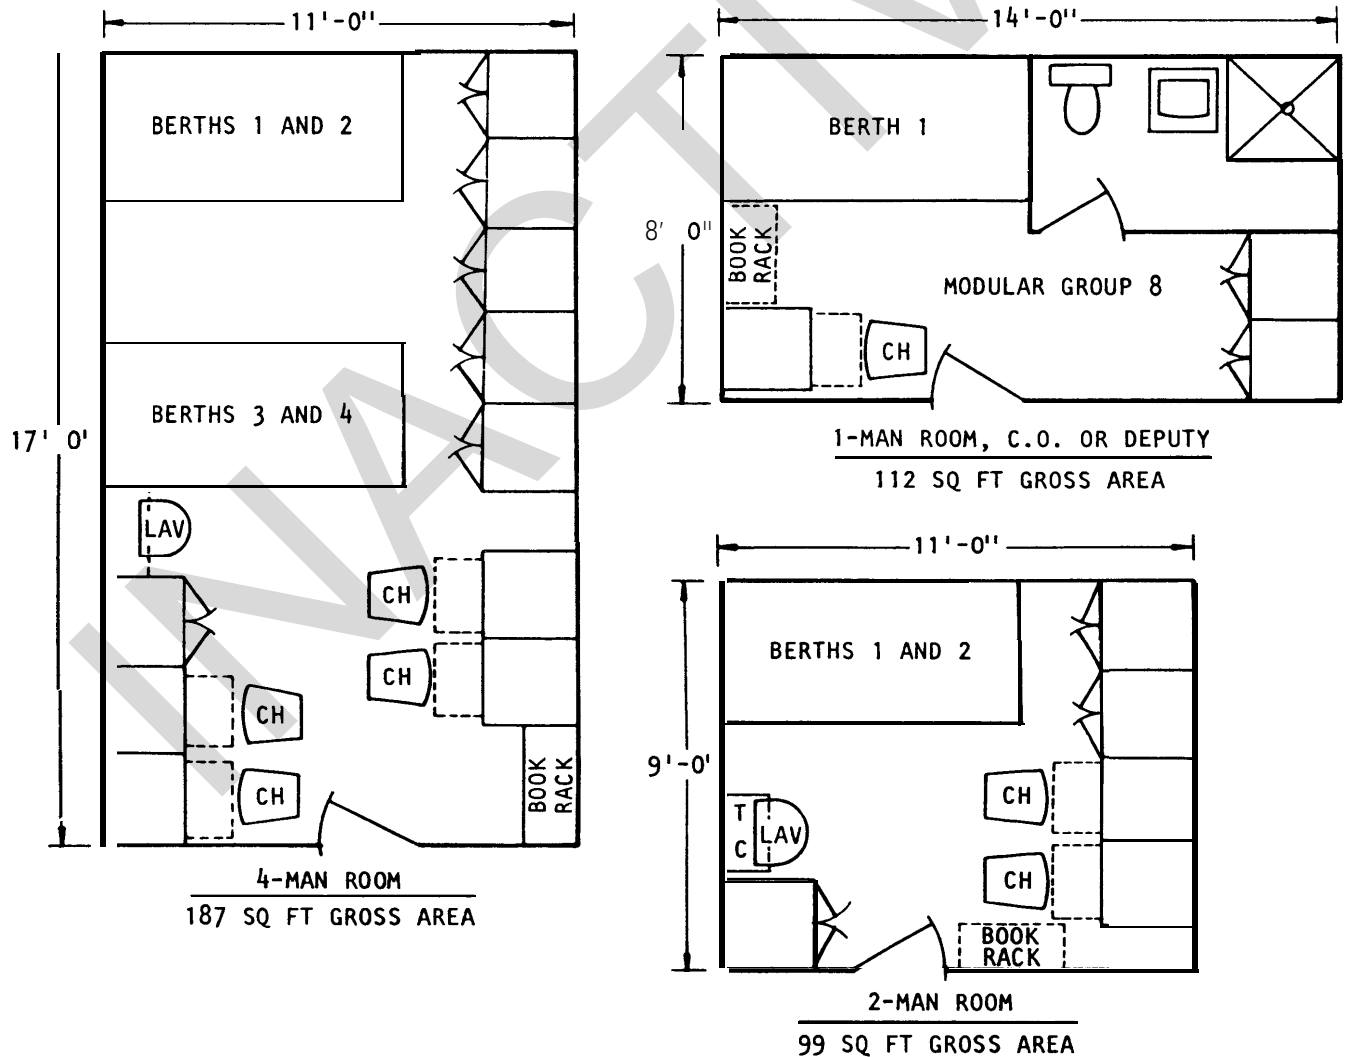 11'-0"
BERTHS 1 AND 2
BERTHS 3 AND 4
17' 0'
LAV
CH
CH
CH
CH
BOOK
RACK
4-MAN ROOM
187 SQ FT GROSS AREA
14'-0"
BERTH 1
8' 0"
BOOK
RACK
MODULAR GROUP 8
CH
1-MAN ROOM, C.O. OR DEPUTY
112 SQ FT GROSS AREA
11'-0"
BERTHS 1 AND 2
9'-0'
T
C
LAV
CH
CH
BOOK
RACK
2-MAN ROOM
99 SQ FT GROSS AREA
INACTIV